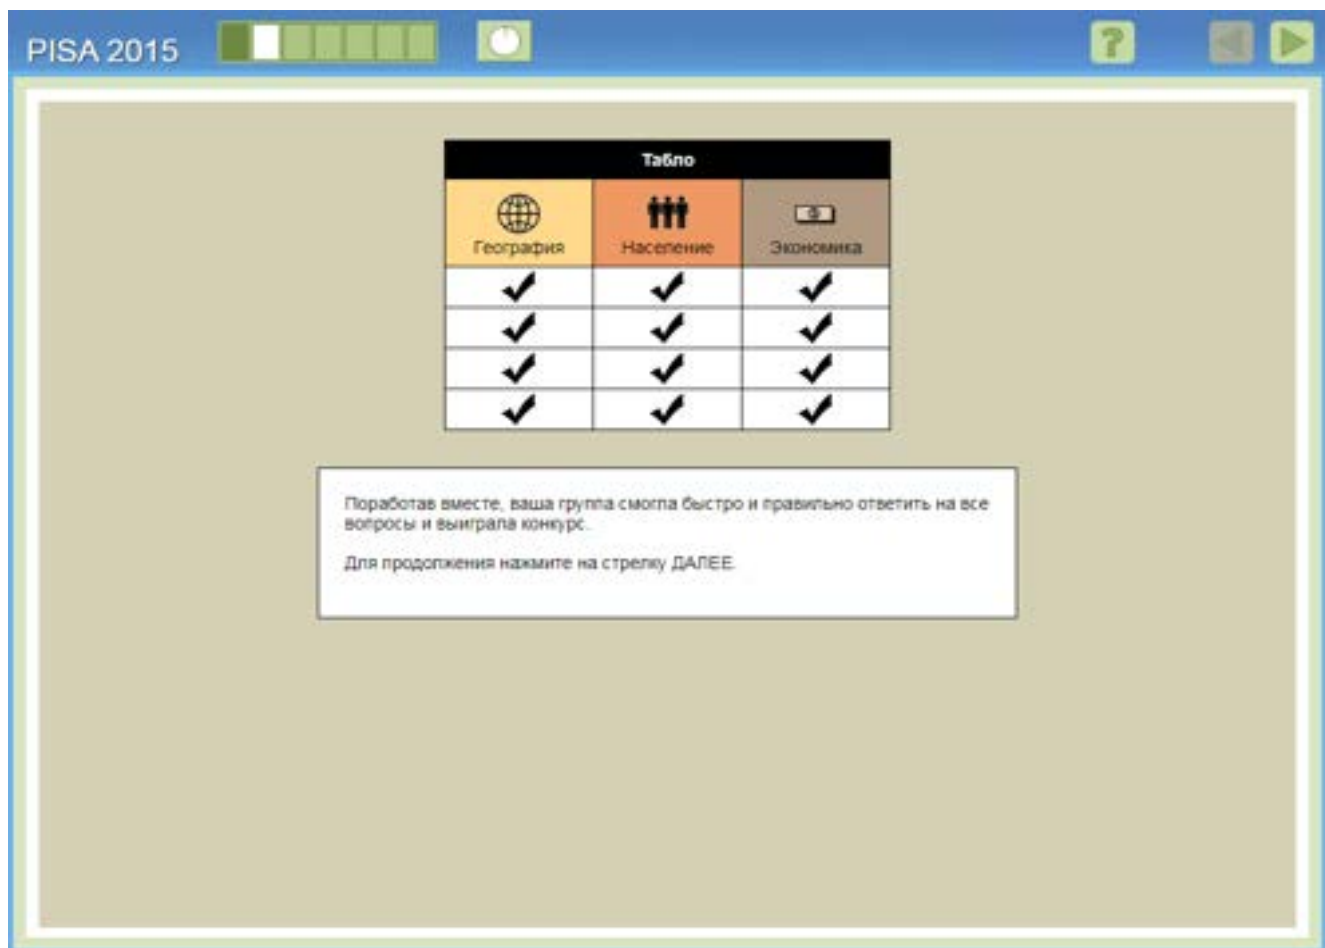 PISA 2015
?
Табло
География Население Экономика
Поработав вместе, ваша группа смогла быстро и правильно ответить на все
вопросы и выиграла конкурс.
Для продолжения нажмите на стрелку ДАЛЕЕ.